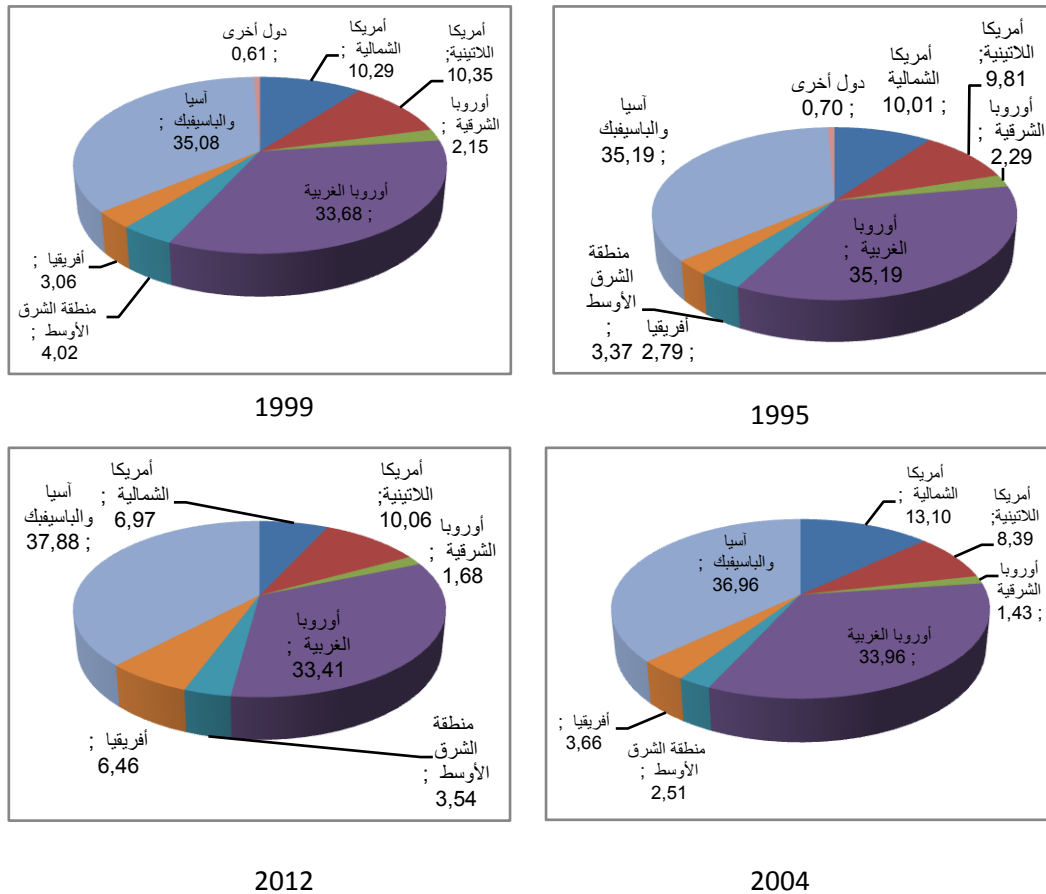 دول أخرى
0,61 ;
أمريكا
الشمالية ;
10,29
أمريكا
اللاتينية;
10,35
أوروبا
الشرقية ;
2,15
آسيا
والباسيفبك ;
35,08
أوروبا الغربية
33,68 ;
أفريقيا ;
3,06
منطقة الشرق
الأوسط ;
4,02
1999
دول أخرى
0,70 ;
أمريكا
الشمالية
10,01 ;
أمريكا
اللاتينية;
9,81
أوروبا
الشرقية ;
2,29
آسيا
والباسيفبك ;
35,19
أوروبا
الغربية ;
35,19
منطقة
الشرق
الأوسط
;
3,37
أفريقيا
2,79 ;
1995
أمريكا
الشمالية ;
6,97
أمريكا
اللاتينية;
10,06
أوروبا
الشرقية ;
1,68
آسيا
والباسيفبك
37,88 ;
أوروبا
الغربية ;
33,41
أفريقيا ;
6,46
منطقة
الشرق
الأوسط ;
3,54
2012
أمريكا
الشمالية ;
13,10
أمريكا
اللاتينية;
8,39
أوروبا
الشرقية
1,43 ;
آسيا
والباسيفبك ;
36,96
أوروبا الغربية
33,96 ;
أفريقيا ;
3,66
منطقة الشرق
الأوسط ;
2,51
2004